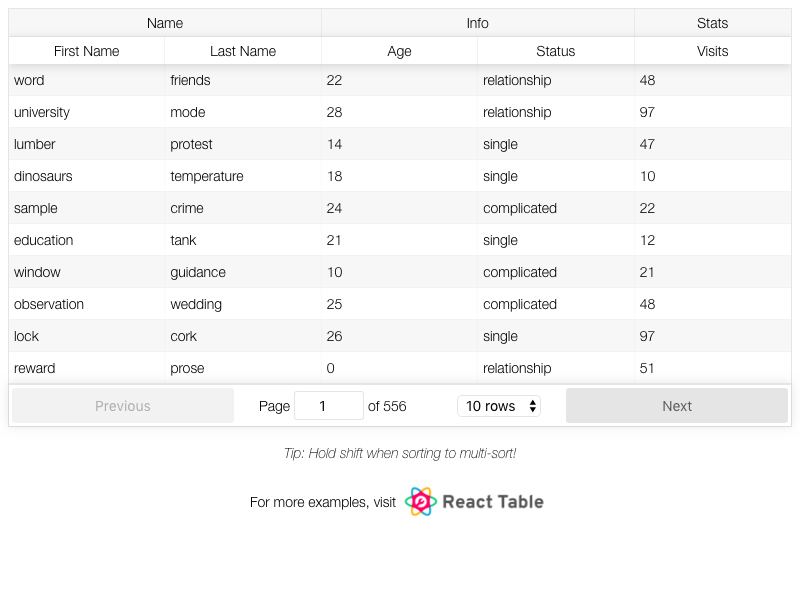 Name Info Stats
First Name Last Name Age Status Visits
word friends 22 relationship 48
university mode 28 relationship 97
lumber protest 14 single 47
dinosaurs temperature 18 single 10
sample crime 24 complicated 22
education tank 21 single 12
window guidance 10 complicated 21
observation wedding 25 complicated 48
lock cork 26 single 97
reward prose 0 relationship 51
Previous Page 1 of 556 10 rows Next
Tip: Hold shift when sorting to multi-sort!
For more examples, visit React Table